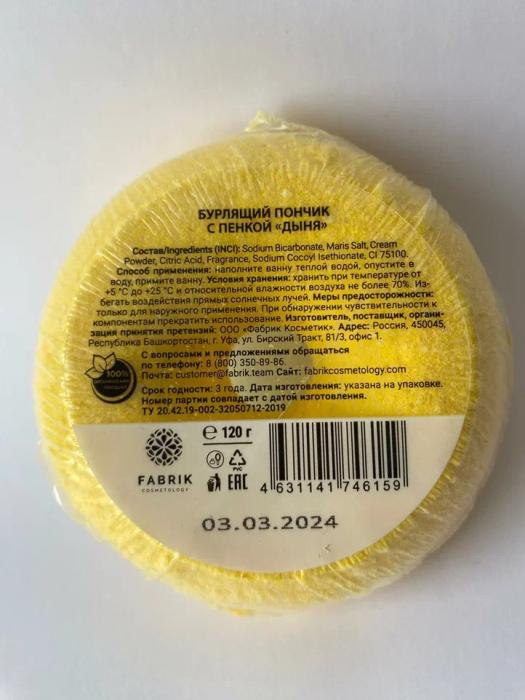 БУРЛЯЩИЙ ПОНЧИК
С ПЕНКОЙ «ДЫНЯ»
Состав/Ingredients (INCI): Sodium Bicarbonate, Maris Salt, Cream
Powder, Citric Acid, Fragrance, Sodium Cocoyl Isethionate, CI 75100.
Способ применения: наполните ванну теплой водой, опустите в
воду, примите ванну. Условия хранения: хранить при температуре от
+5 °C до +25 °C и относительной влажности воздуха не более 70%. Из-
бегать воздействия прямых солнечных лучей. Меры предосторожности:
только для наружного применения. При обнаружении чувствительности к
компонентам прекратить использование. Изготовитель, поставщик, органи-
зация принятия претензий: ООО «Фабрик Косметик». Адрес: Россия, 450045,
Республика Башкортостан, г. Уфа, ул. Бирский Тракт, 81/3, офис 1.
С вопросами и предложениями обращаться
по телефону: 8 (800) 350-89-86.
Почта: customer@fabrik.team Сайт: fabrikcosmetology.com
100%
Срок годности: 3 года. Дата изготовления: указана на упаковке.
Номер партии совпадает с датой изготовления.
ТУ 20.42.19-002-32050712-2019
FABRIK
COSMETOLOGY
℮ 120 г
PVC
EAC
4 631141 746159
03.03.2024